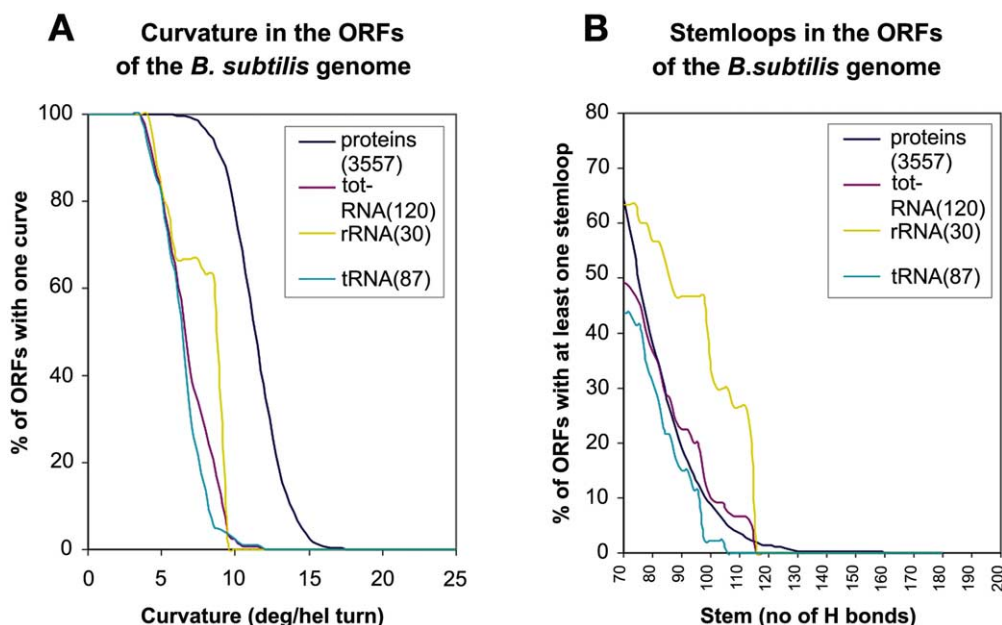 A
Curvature in the ORFs
of the B. subtilis genome
% of ORFs with one curve
100
80
60
40
20
0
proteins
(3557)
tot-
RNA(120)
rRNA(30)
tRNA(87)
0 5 10 15 20 25
Curvature (deg/hel turn)
B
Stemloops in the ORFs
of the B.subtilis genome
% of ORFs with at least one stemloop
80
70
60
50
40
30
20
10
0
proteins
(3557)
tot-
RNA(120)
rRNA(30)
tRNA(87)
70 80 90 100 110 120 130 140 150 160 170 180 190 200
Stem (no of H bonds)